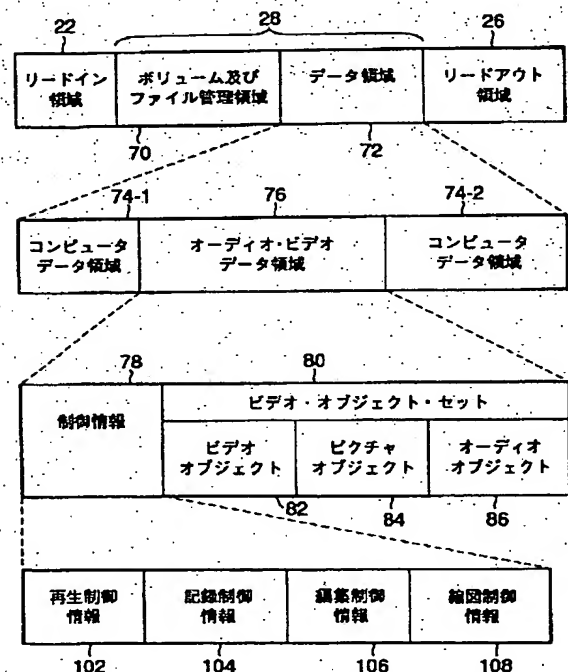 28
22
26
リードイン
領域
ボリューム及び
ファイル管理領域
データ領域
リードアウト
領域
70
72
74-1
76
74-2
コンピュータ
データ領域
オーディオ・ビデオ
データ領域
コンピュータ
データ領域
78
80
制御情報
ビデオ・オブジェクト・セット
ビデオ
オブジェクト
ピクチャ
オブジェクト
オーディオ
オブジェクト
82
84
86
再生制御
情報
記録制御
情報
編集制御
情報
縮図制御
情報
102
104
106
108